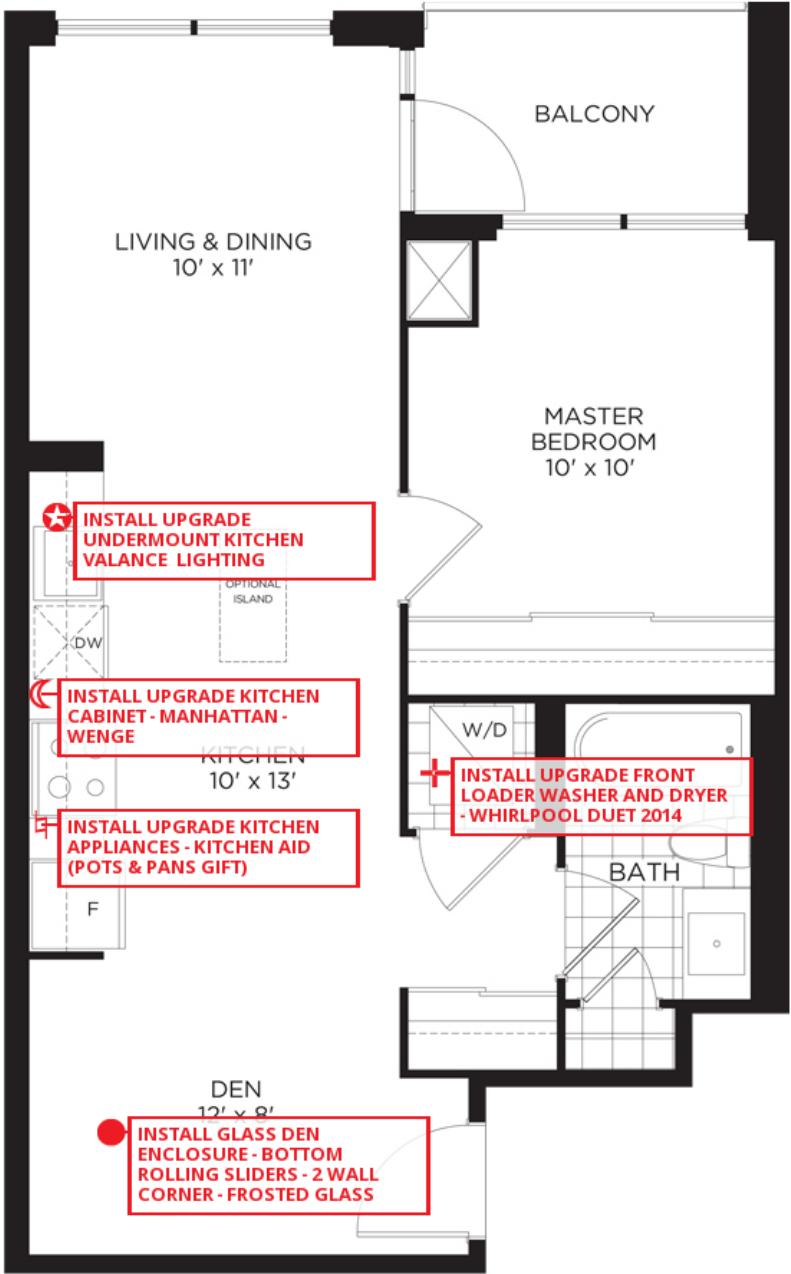 BALCONY
LIVING & DINING
10' x 11'
MASTER
BEDROOM
10' x 10'
INSTALL UPGRADE
UNDERMOUNT KITCHEN
VALANCE LIGHTING
OPTIONAL
ISLAND
DW
INSTALL UPGRADE KITCHEN
CABINET - MANHATTAN -
WENGE
KITCHEN
10' x 13'
W/D
INSTALL UPGRADE FRONT
LOADER WASHER AND DRYER
- WHIRLPOOL DUET 2014
INSTALL UPGRADE KITCHEN
APPLIANCES - KITCHEN AID
(POTS & PANS GIFT)
BATH
F
DEN
12' x 8'
INSTALL GLASS DEN
ENCLOSURE - BOTTOM
ROLLING SLIDERS - 2 WALL
CORNER - FROSTED GLASS